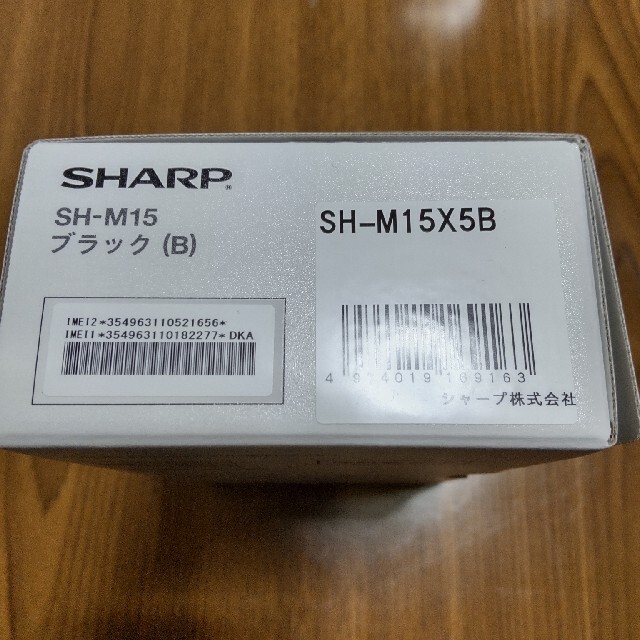 SHARP®
SH-M15
ブラック (B)
IMEI2*354963110521656*
IMEI1*354963110182277*DKA
SH-M15X5B
シャープ株式会社